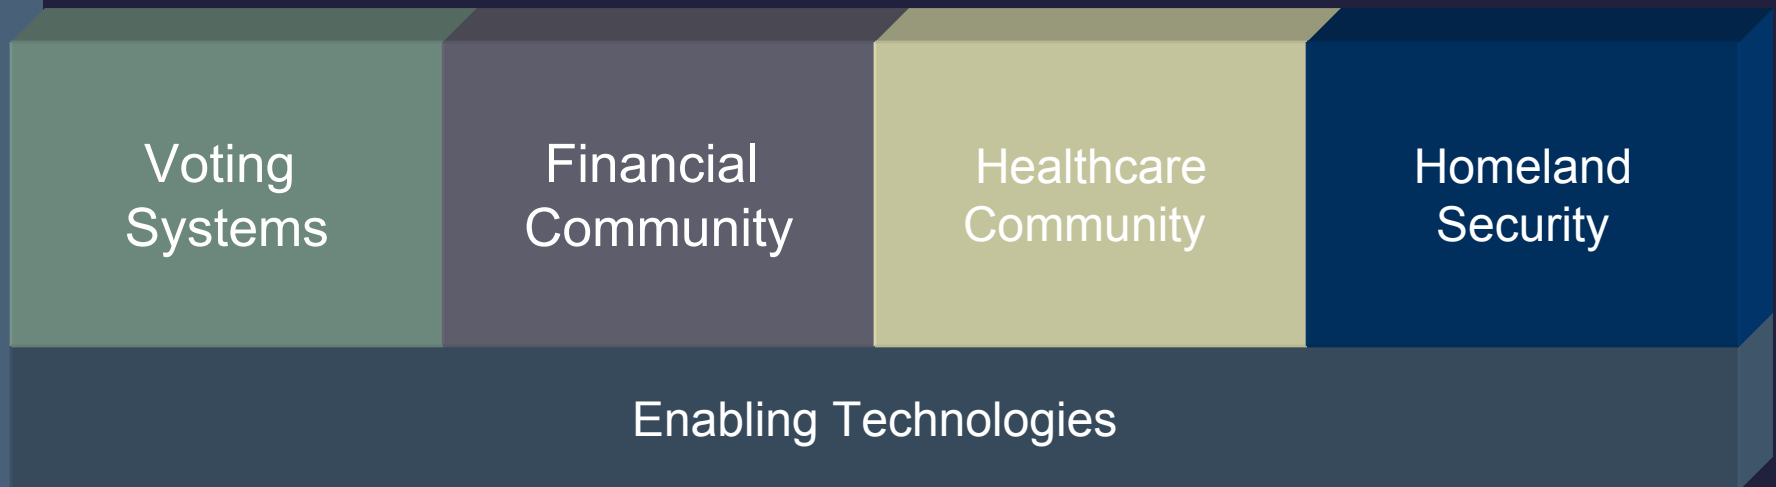 Voting
Systems
Financial
Community
Healthcare
Community
Homeland
Security
Enabling Technologies